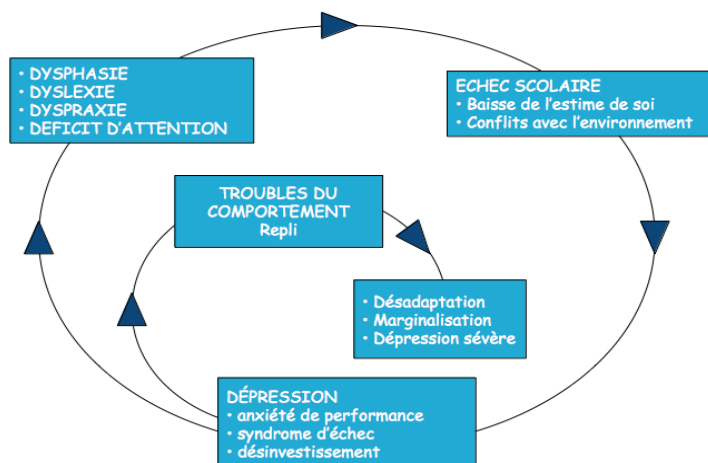 • DYSPHASIE
• DYSLEXIE
• DYSPRAXIE
• DEFICIT D'ATTENTION
ECHEC SCOLAIRE
• Baisse de l'estime de soi
• Conflits avec l'environnement
TROUBLES DU
COMPORTEMENT
Repli
• Désadaptation
• Marginalisation
• Dépression sévère
DÉPRESSION
• anxiété de performance
• syndrome d'échec
• désinvestissement